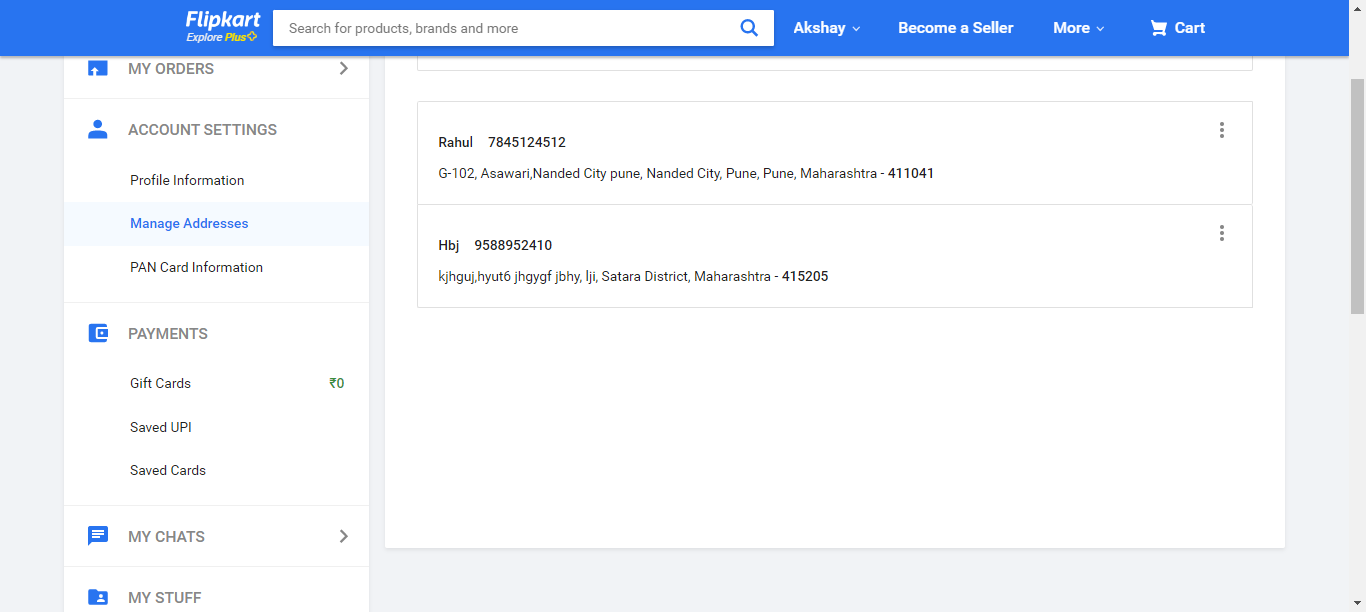 Flipkart
Explore Plus
Search for products, brands and more
Akshay
Become a Seller
More
Cart
MY ORDERS
ACCOUNT SETTINGS
Profile Information
Manage Addresses
PAN Card Information
PAYMENTS
Gift Cards ₹0
Saved UPI
Saved Cards
MY CHATS
MY STUFF
Rahul 7845124512
G-102, Asawari,Nanded City pune, Nanded City, Pune, Pune, Maharashtra - 411041
Hbj 9588952410
kjhguj,hyut6 jhgygf jbhy, lji, Satara District, Maharashtra - 415205